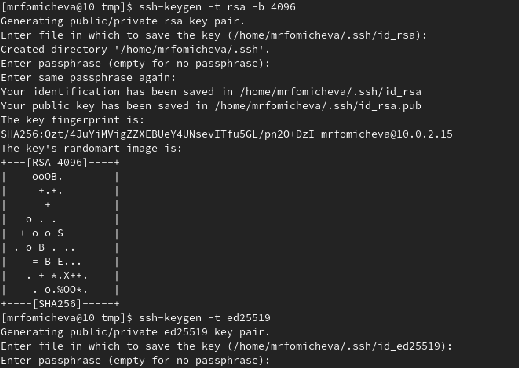 [mrfomicheva@10 tmp]$ ssh-keygen -t rsa -b 4096
Generating public/private rsa key pair.
Enter file in which to save the key (/home/mrfomicheva/.ssh/id_rsa):
Created directory '/home/mrfomicheva/.ssh'.
Enter passphrase (empty for no passphrase):
Enter same passphrase again:
Your identification has been saved in /home/mrfomicheva/.ssh/id_rsa
Your public key has been saved in /home/mrfomicheva/.ssh/id_rsa.pub
The key fingerprint is:
mrfomicheva@10.0.2.15
The key's randomart image is:
+---[RSA 4096]----+
|    ooOB.        |
|     +.+.        |
|      +          |
|   o . .         |
|  + o o S        |
| . o B . ..      |
|    = B E...     |
|   . + *.X++.    |
|    . o.%OO*.    |
+----[SHA256]-----+
[mrfomicheva@10 tmp]$ ssh-keygen -t ed25519
Generating public/private ed25519 key pair.
Enter file in which to save the key (/home/mrfomicheva/.ssh/id_ed25519):
Enter passphrase (empty for no passphrase):